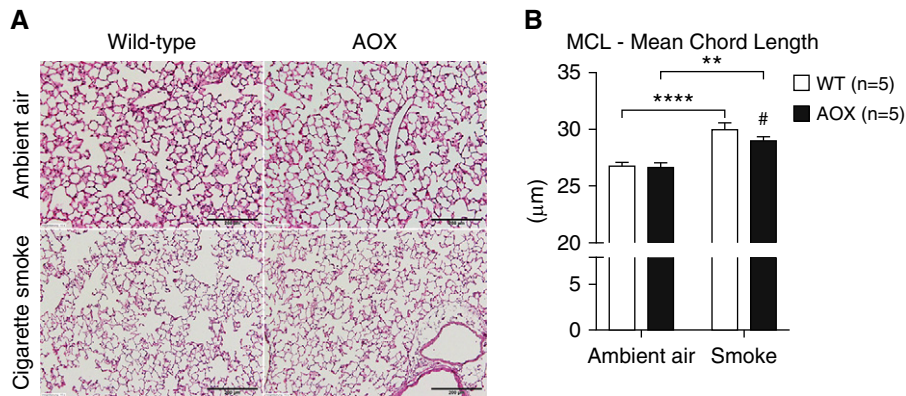 A
Wild-type
AOX
Ambient air
Cigarette smoke
B
MCL - Mean Chord Length
35
30
25
20
5
0
(μm)
****
**
#
WT (n=5)
AOX (n=5)
Ambient air
Smoke